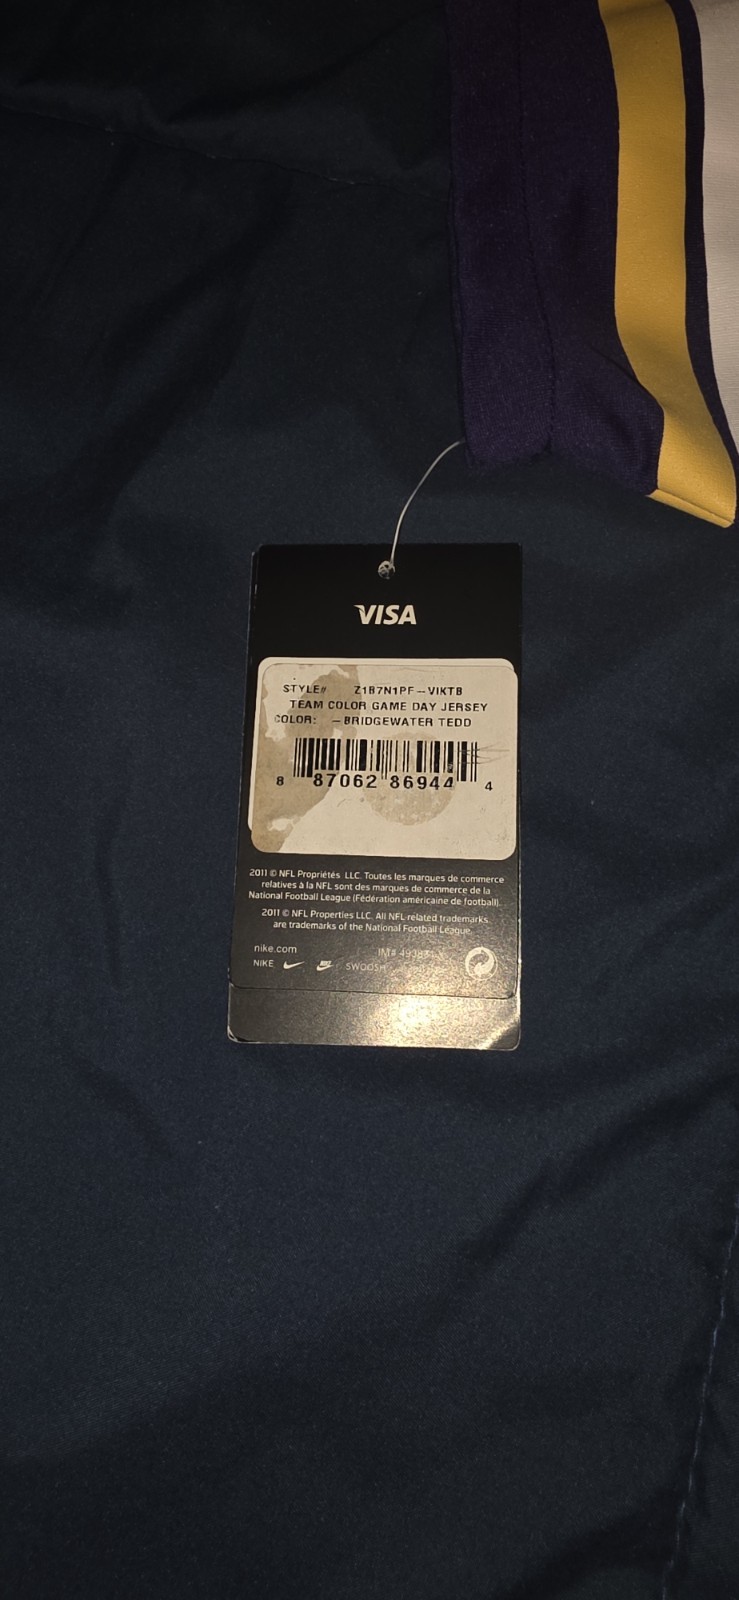 VISA
STYLE# Z1B7N1PF – VIKTB
TEAM COLOR GAME DAY JERSEY
COLOR: – BRIDGEWATER TEDD
8 87062 86944 4
2011 © NFL Propriétés LLC. Toutes les marques de commerce
relatives à la NFL sont des marques de commerce de la
National Football League (Fédération américaine de football).
2011 © NFL Properties LLC. All NFL related trademarks
are trademarks of the National Football League.
nike.com IM#
NIKE SWOOSH